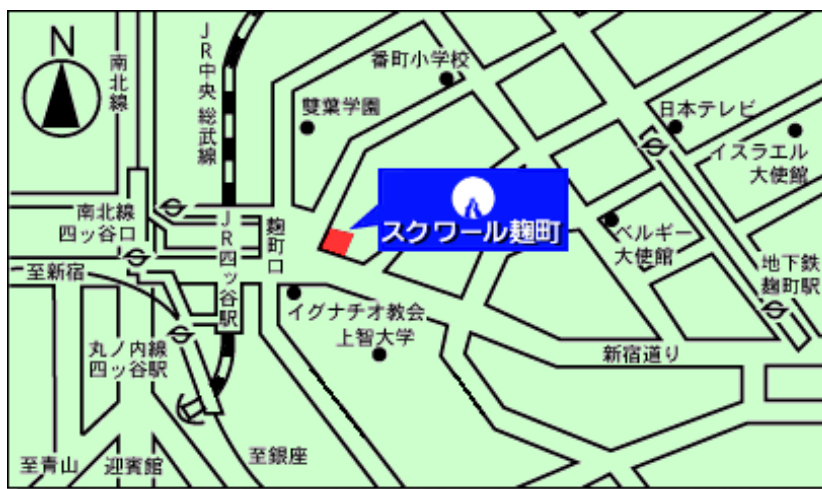 N
南北線
JR中央 総武線
番町小学校
雙葉学園
日本テレビ
イスラエル
大使館
スクワール麹町
南北線
四ッ谷口
JR四ッ谷駅
麹町口
ベルギー
大使館
地下鉄
麹町駅
至新宿
イグナチオ教会
上智大学
新宿道り
丸ノ内線
四ッ谷駅
至青山
迎賓館
至銀座